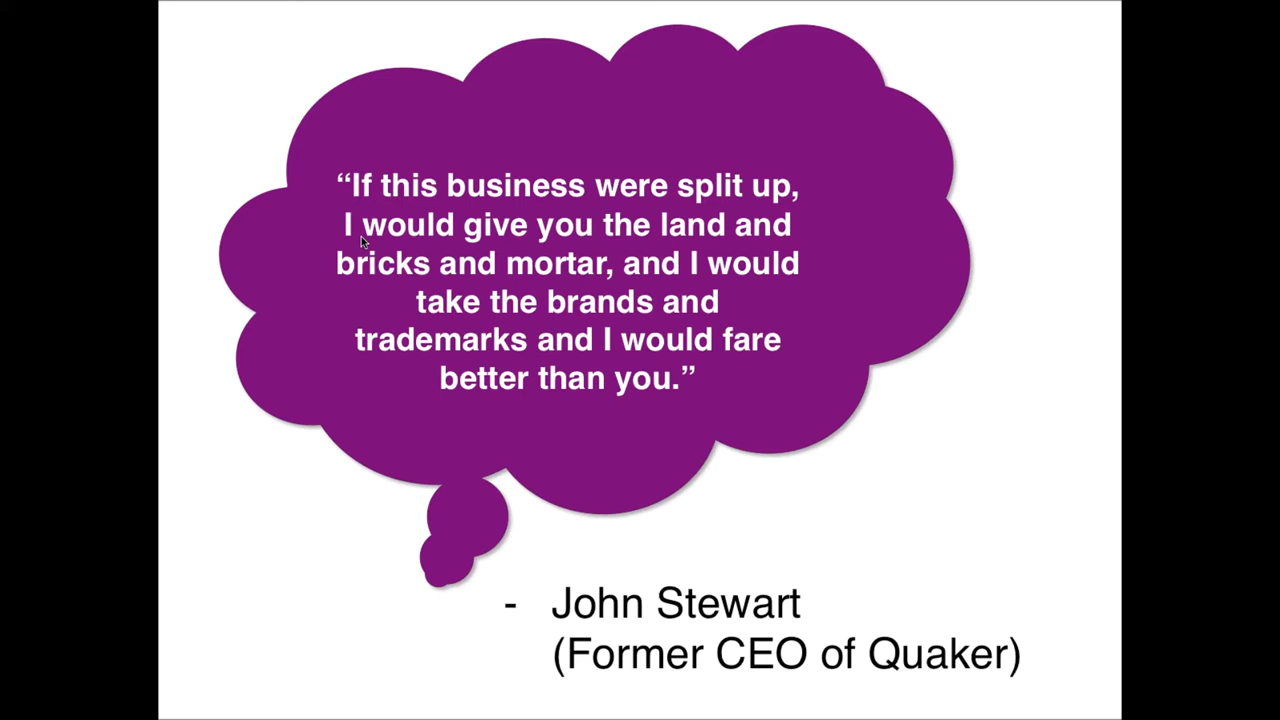 “If this business were split up,
I would give you the land and
bricks and mortar, and I would
take the brands and
trademarks and I would fare
better than you.”
- John Stewart
(Former CEO of Quaker)